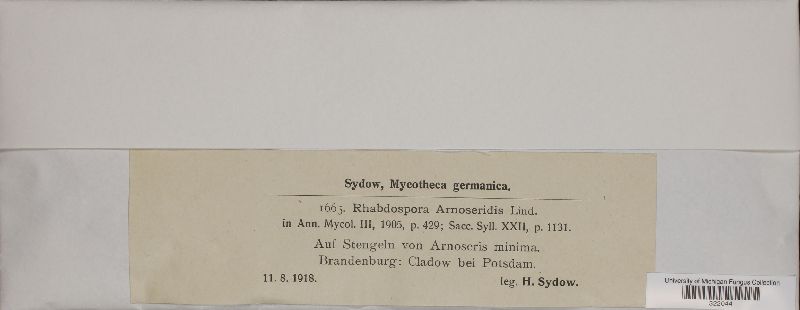 Sydow, Mycotheca germanica.
1665. Rhabdospora Arnoseridis Lind.
in Ann. Mycol. III, 1905, p. 429; Sacc. Syll. XXII, p. 1131.
Auf Stengeln von Arnoseris minima.
Brandenburg: Cladow bei Potsdam.
11. 8. 1918. leg. H. Sydow.
University of Michigan Fungus Collection
322044